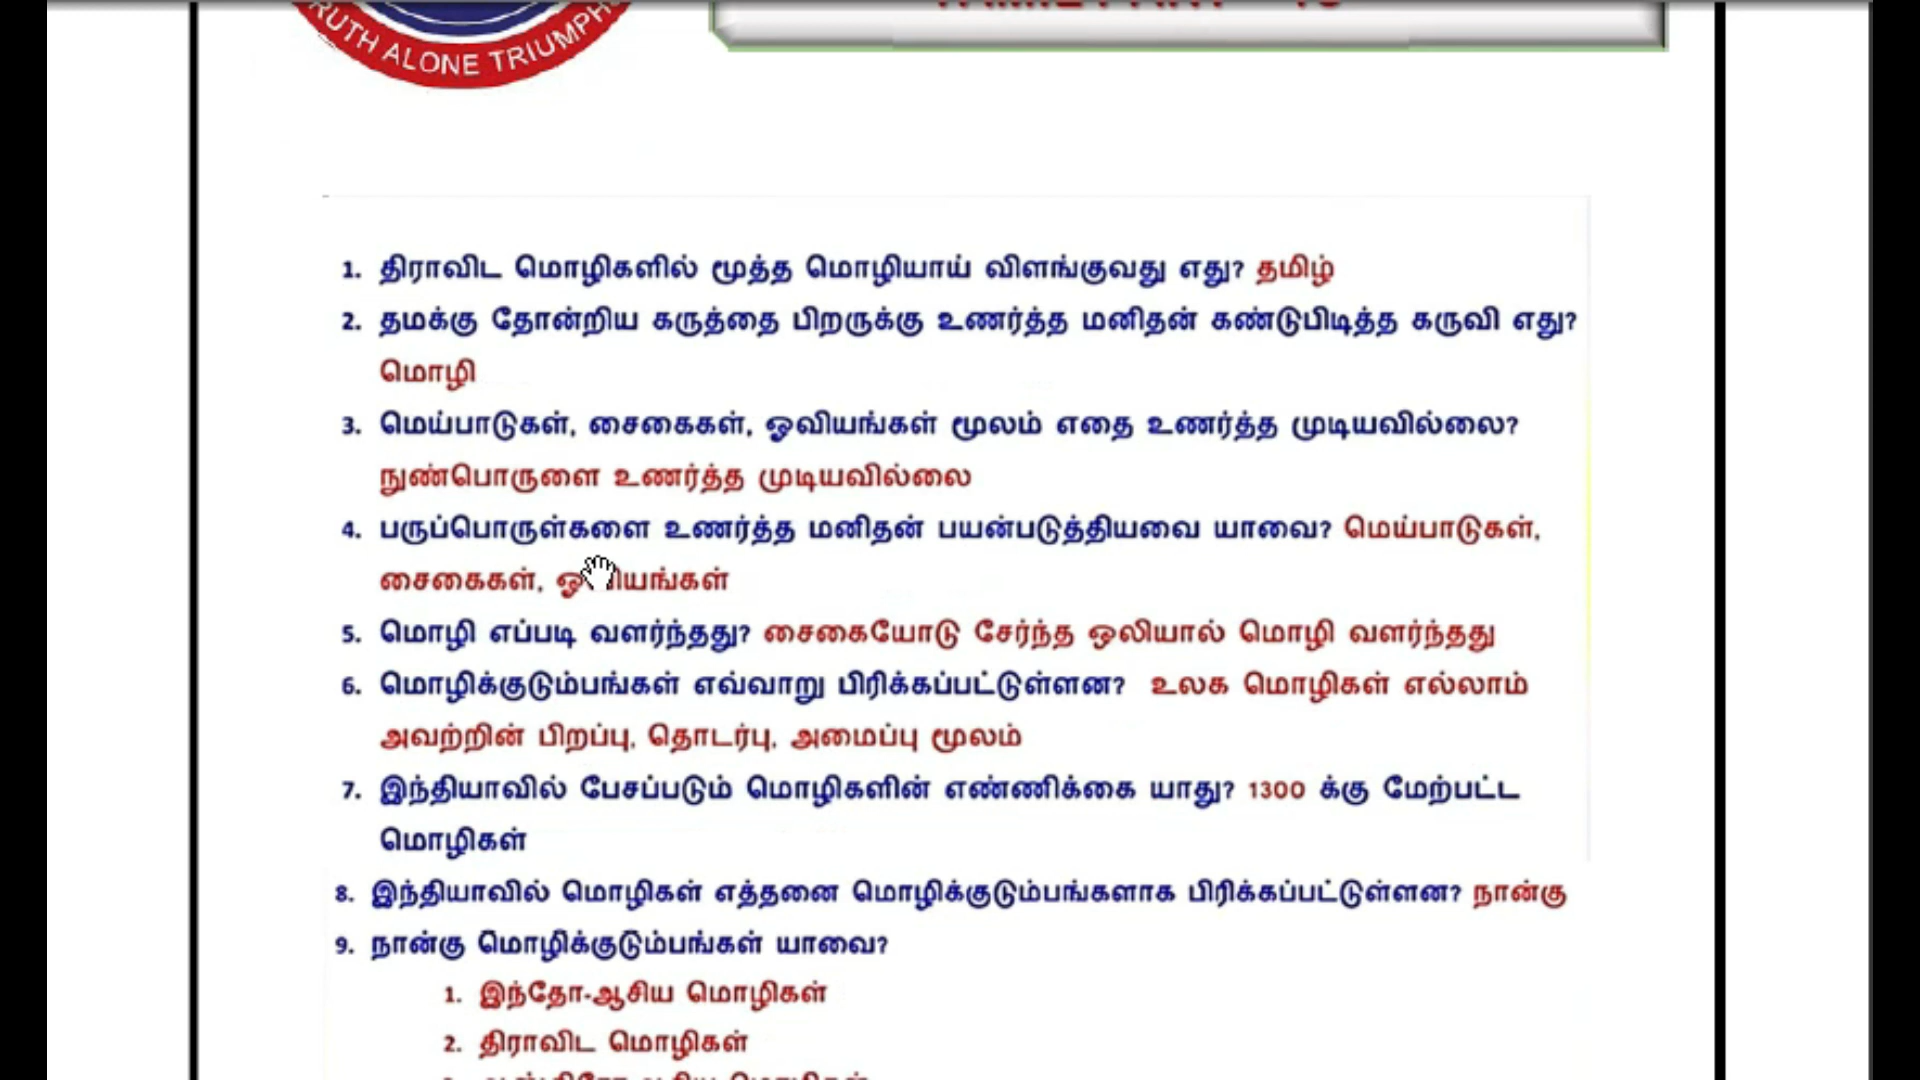 RUTH ALONE TRIUMPH
1. திராவிட மொழிகளில் மூத்த மொழியாய் விளங்குவது எது? தமிழ்
2. தமக்கு தோன்றிய கருத்தை பிறருக்கு உணர்த்த மனிதன் கண்டுபிடித்த கருவி எது?
மொழி
3. மெய்பாடுகள், சைகைகள், ஓவியங்கள் மூலம் எதை உணர்த்த முடியவில்லை?
நுண்பொருளை உணர்த்த முடியவில்லை
4. பருப்பொருள்களை உணர்த்த மனிதன் பயன்படுத்தியவை யாவை? மெய்பாடுகள்,
சைகைகள், ஓவியங்கள்
5. மொழி எப்படி வளர்ந்தது? சைகையோடு சேர்ந்த ஒலியால் மொழி வளர்ந்தது
6. மொழிக்குடும்பங்கள் எவ்வாறு பிரிக்கப்பட்டுள்ளன? உலக மொழிகள் எல்லாம்
அவற்றின் பிறப்பு, தொடர்பு, அமைப்பு மூலம்
7. இந்தியாவில் பேசப்படும் மொழிகளின் எண்ணிக்கை யாது? 1300 க்கு மேற்பட்ட
மொழிகள்
8. இந்தியாவில் மொழிகள் எத்தனை மொழிக்குடும்பங்களாக பிரிக்கப்பட்டுள்ளன? நான்கு
9. நான்கு மொழிக்குடும்பங்கள் யாவை?
1. இந்தோ-ஆசிய மொழிகள்
2. திராவிட மொழிகள்